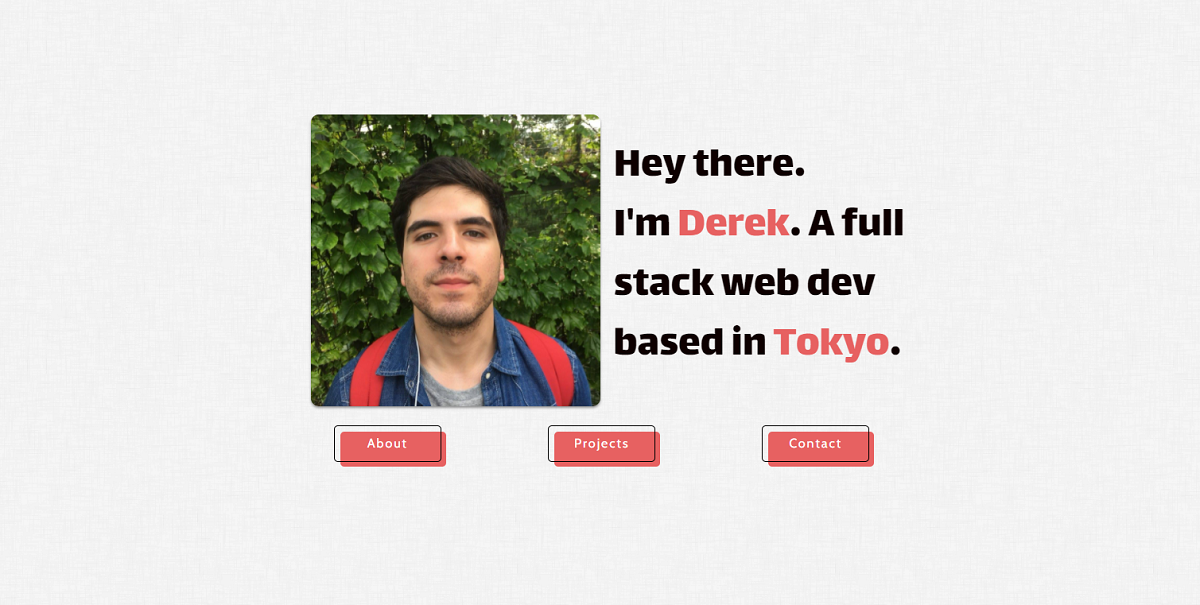 Hey there.
I'm Derek. A full
stack web dev
based in Tokyo.
About
Projects
Contact